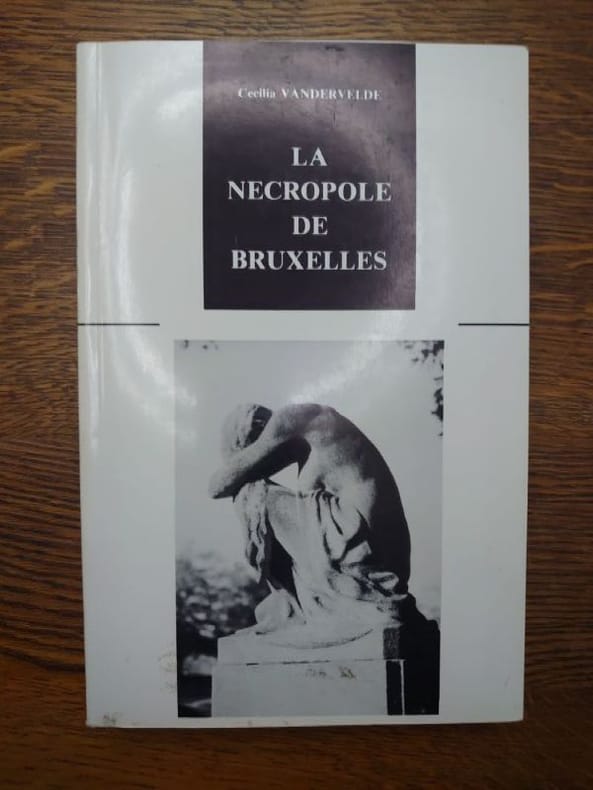 Cecilia VANDERVELDE
LA
NECROPOLE
DE
BRUXELLES